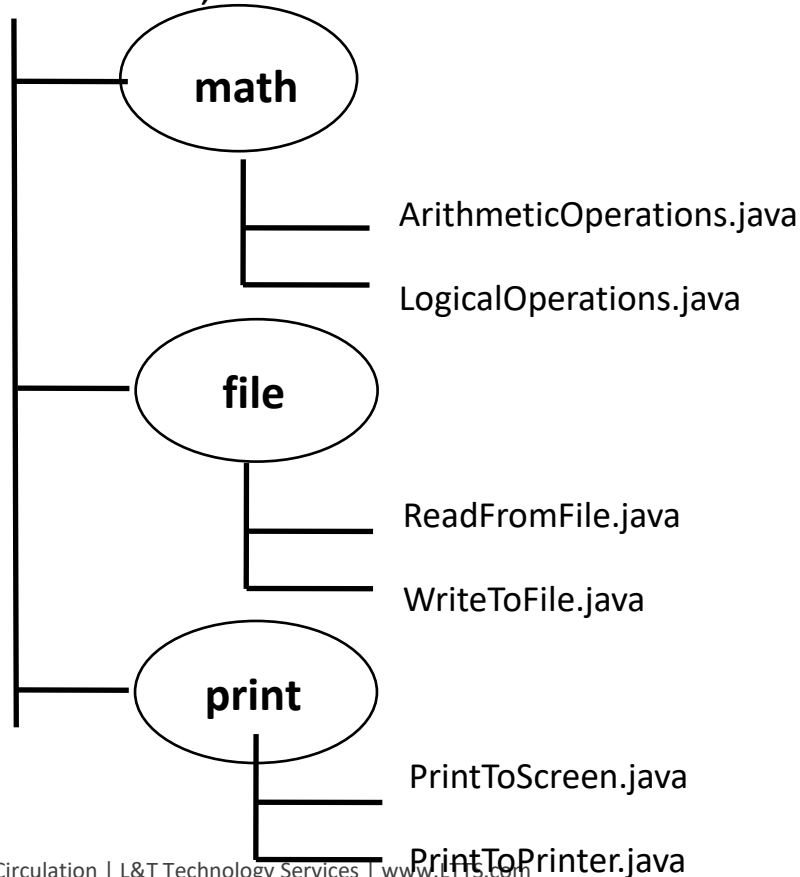 math
ArithmeticOperations.java
LogicalOperations.java
file
ReadFromFile.java
WriteToFile.java
print
PrintToScreen.java
PrintToPrinter.java
Circulation | L&T Technology Services | www.LTTS.com